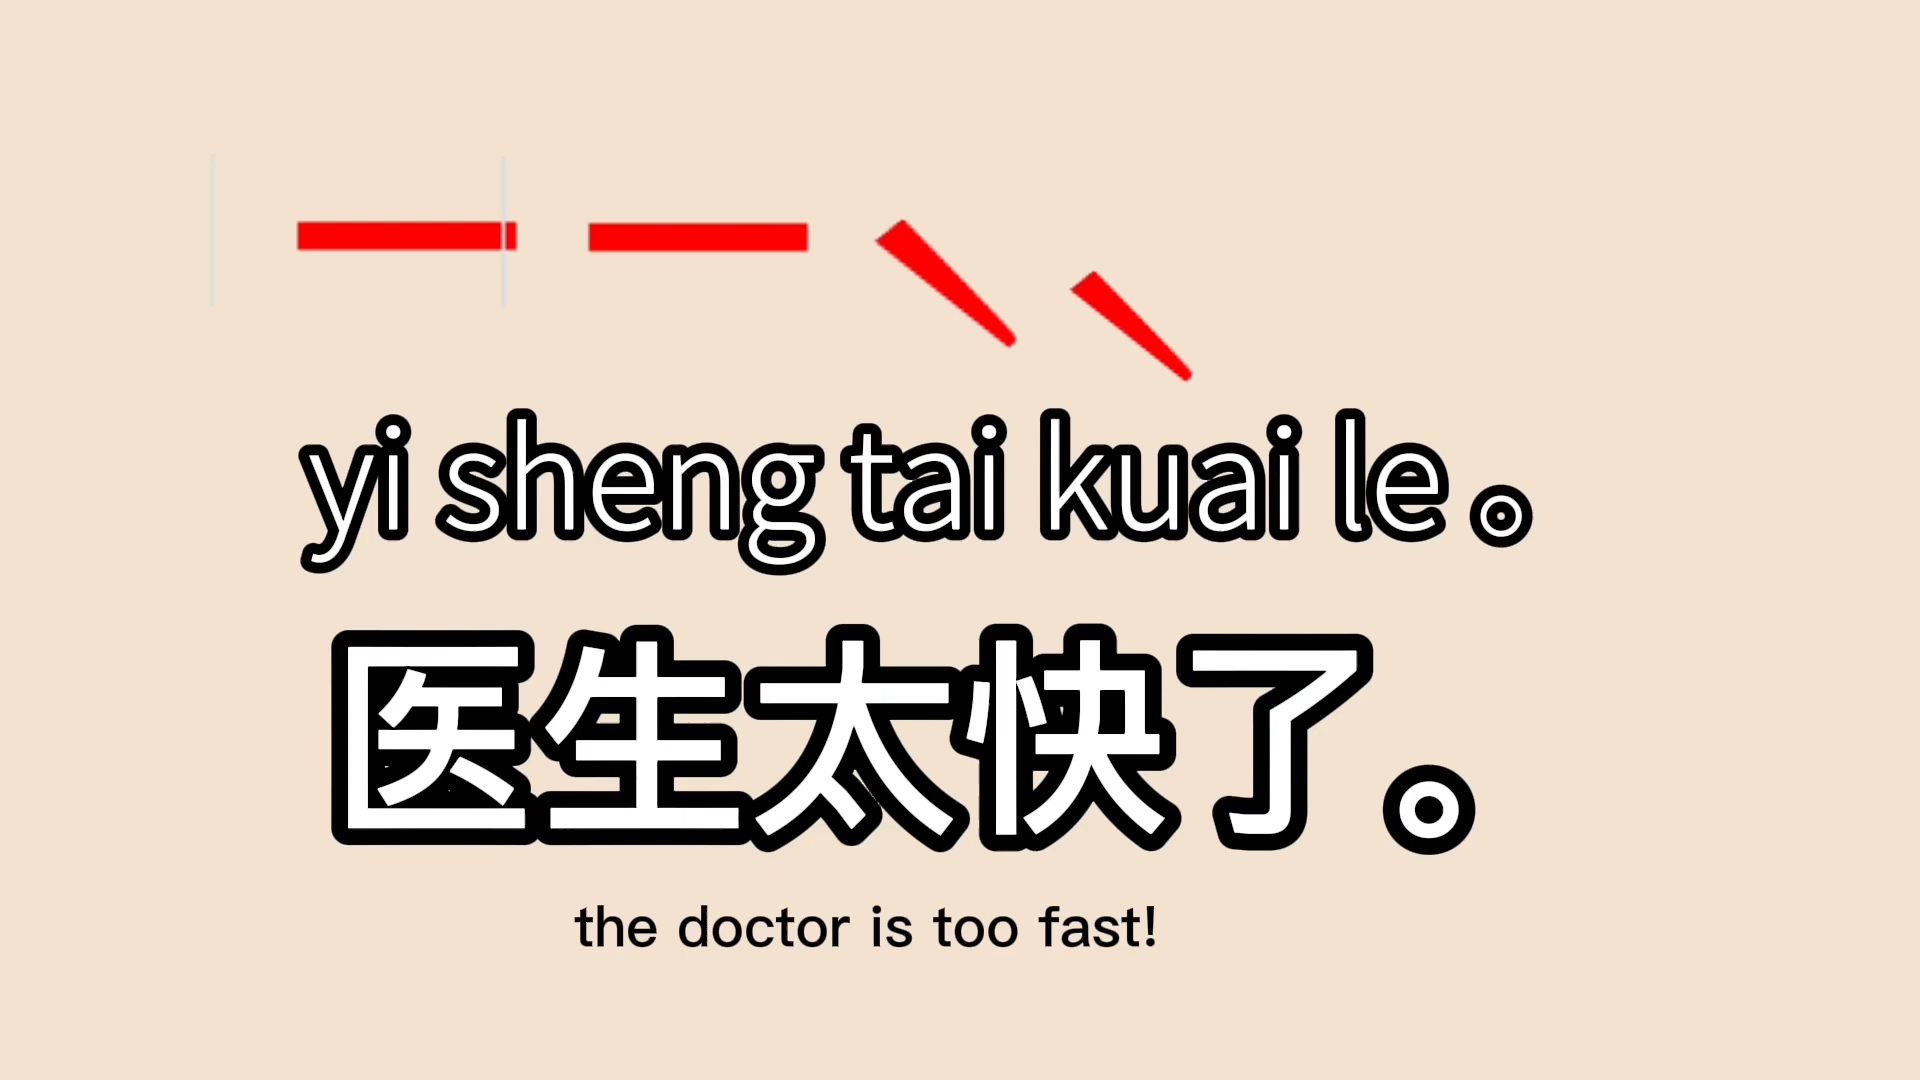 yi sheng tai kuai le。
医生太快了。
the doctor is too fast!